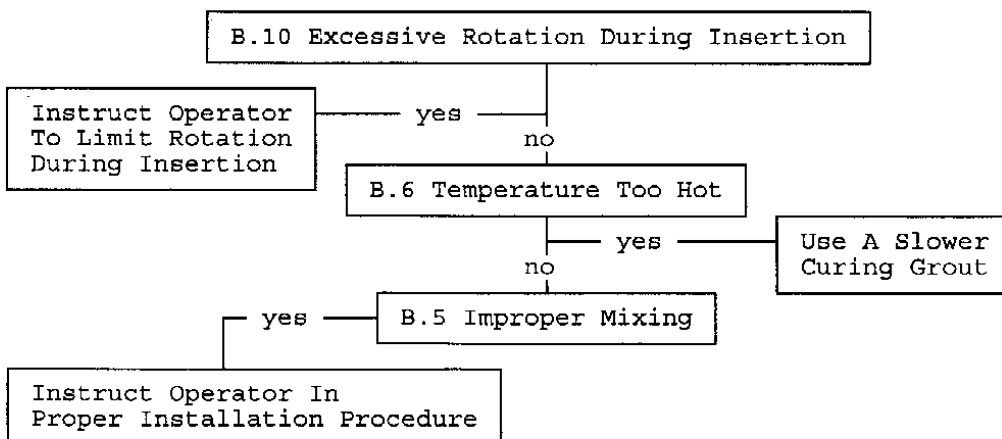 B.10 Excessive Rotation During Insertion
yes
Instruct Operator
To Limit Rotation
During Insertion
no
B.6 Temperature Too Hot
yes
Use A Slower
Curing Grout
no
B.5 Improper Mixing
yes
Instruct Operator In
Proper Installation Procedure